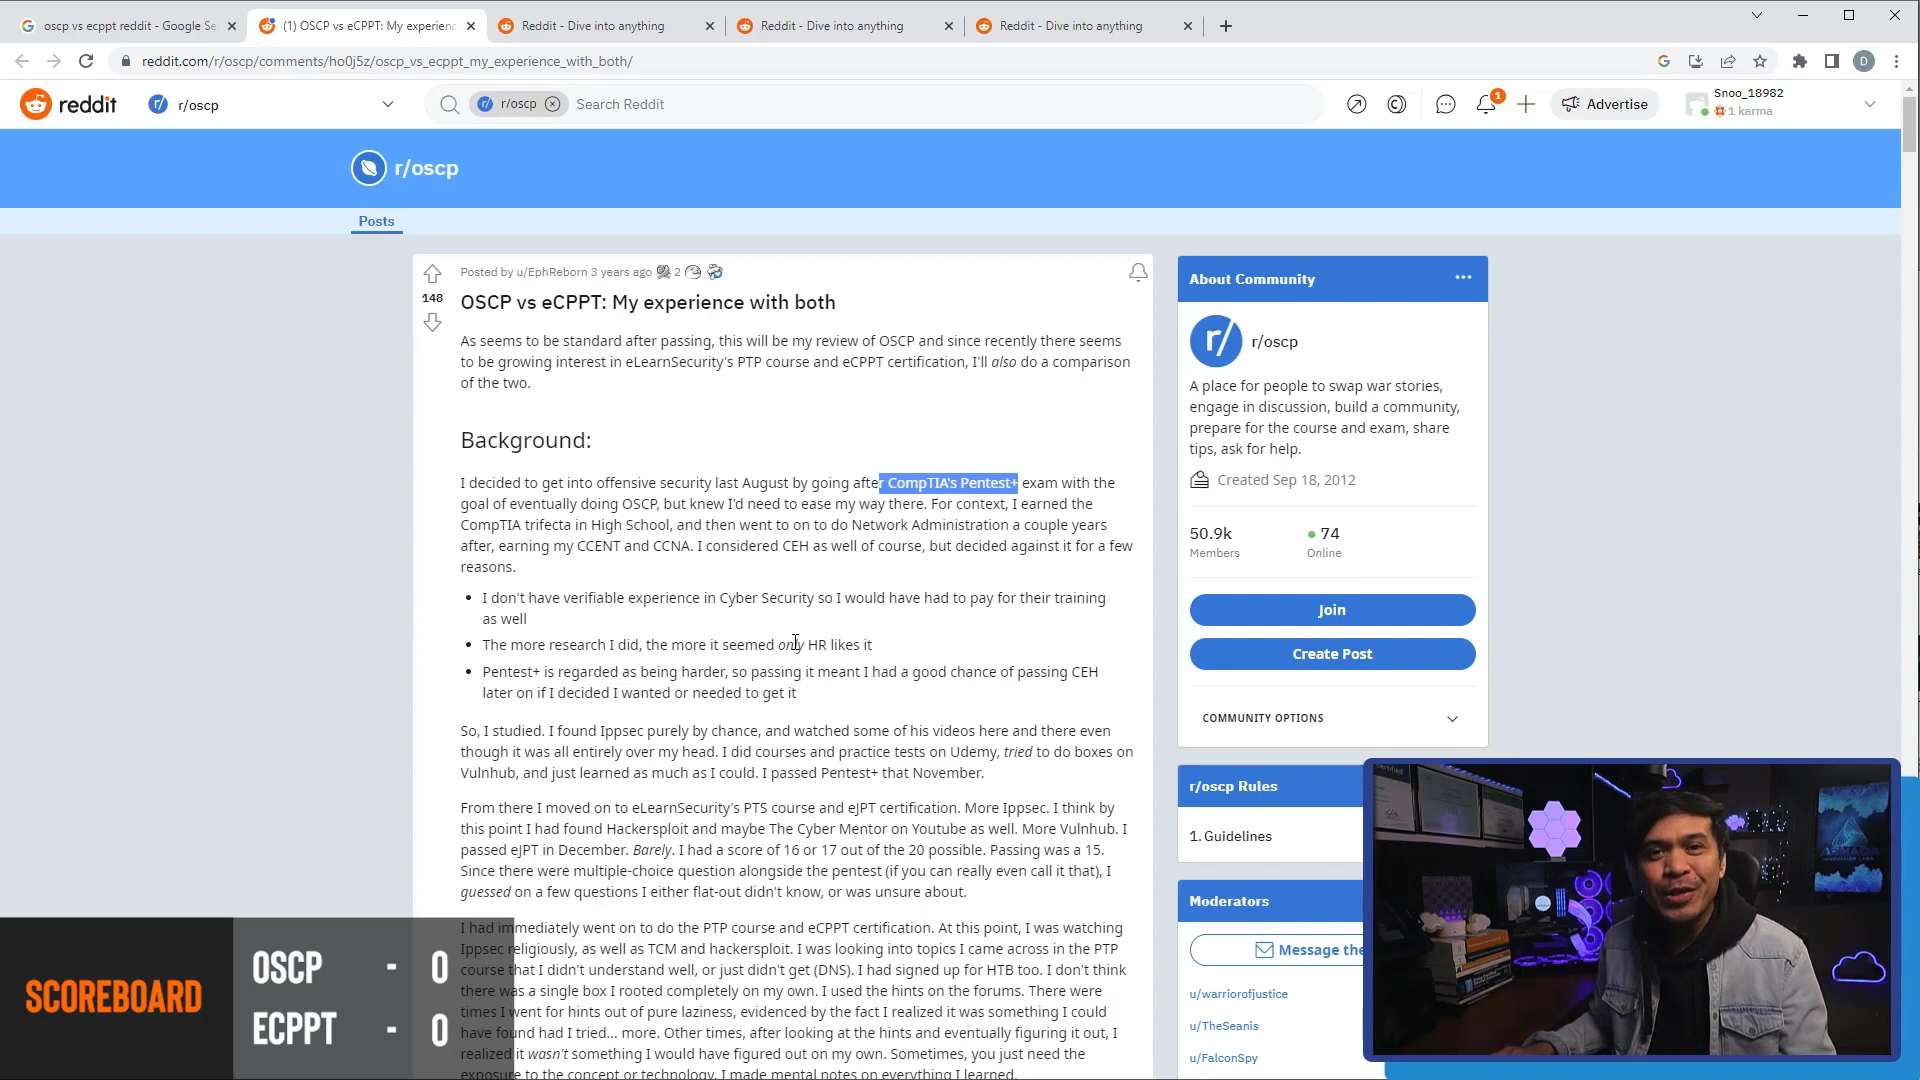 oscp vs ecppt reddit - Google Se
(1) OSCP vs eCPPT: My experienc
Reddit - Dive into anything
Reddit - Dive into anything
Reddit - Dive into anything
reddit.com/r/oscp/comments/ho0j5z/oscp_vs_ecppt_my_experience_with_both/
D
reddit
r/oscp
r/oscp
Search Reddit
1
Advertise
Snoo_18982
1 karma
r/oscp
Posts
Posted by u/EphReborn 3 years ago 2
148
OSCP vs eCPPT: My experience with both
As seems to be standard after passing, this will be my review of OSCP and since recently there seems
to be growing interest in eLearnSecurity's PTP course and eCPPT certification, I'll also do a comparison
of the two.
Background:
I decided to get into offensive security last August by going after CompTIA's Pentest+ exam with the
goal of eventually doing OSCP, but knew I'd need to ease my way there. For context, I earned the
CompTIA trifecta in High School, and then went to on to do Network Administration a couple years
after, earning my CCENT and CCNA. I considered CEH as well of course, but decided against it for a few
reasons.
• I don't have verifiable experience in Cyber Security so I would have had to pay for their training
as well
• The more research I did, the more it seemed only HR likes it
• Pentest+ is regarded as being harder, so passing it meant I had a good chance of passing CEH
later on if I decided I wanted or needed to get it
So, I studied. I found Ippsec purely by chance, and watched some of his videos here and there even
though it was all entirely over my head. I did courses and practice tests on Udemy, tried to do boxes on
Vulnhub, and just learned as much as I could. I passed Pentest+ that November.
From there I moved on to eLearnSecurity's PTS course and eJPT certification. More Ippsec. I think by
this point I had found Hackersploit and maybe The Cyber Mentor on Youtube as well. More Vulnhub. I
passed eJPT in December. Barely. I had a score of 16 or 17 out of the 20 possible. Passing was a 15.
Since there were multiple-choice question alongside the pentest (if you can really even call it that), I
guessed on a few questions I either flat-out didn't know, or was unsure about.
I had immediately went on to do the PTP course and eCPPT certification. At this point, I was watching
Ippsec religiously, as well as TCM and hackersploit. I was looking into topics I came across in the PTP
course that I didn't understand well, or just didn't get (DNS). I had signed up for HTB too. I don't think
there was a single box I rooted completely on my own. I used the hints on the forums. There were
times I went for hints out of pure laziness, evidenced by the fact I realized it was something I could
have found had I tried... more. Other times, after looking at the hints and eventually figuring it out, I
realized it wasn't something I would have figured out on my own. Sometimes, you just need the
exposure to the concept or technology. I made mental notes on everything I learned.
About Community
r/
r/oscp
A place for people to swap war stories,
engage in discussion, build a community,
prepare for the course and exam, share
tips, ask for help.
Created Sep 18, 2012
50.9k
Members
74
Online
Join
Create Post
COMMUNITY OPTIONS
r/oscp Rules
1. Guidelines
Moderators
Message the
u/warriorofjustice
u/TheSeanis
u/FalconSpy
SCOREBOARD
OSCP - 0
ECPPT - 0